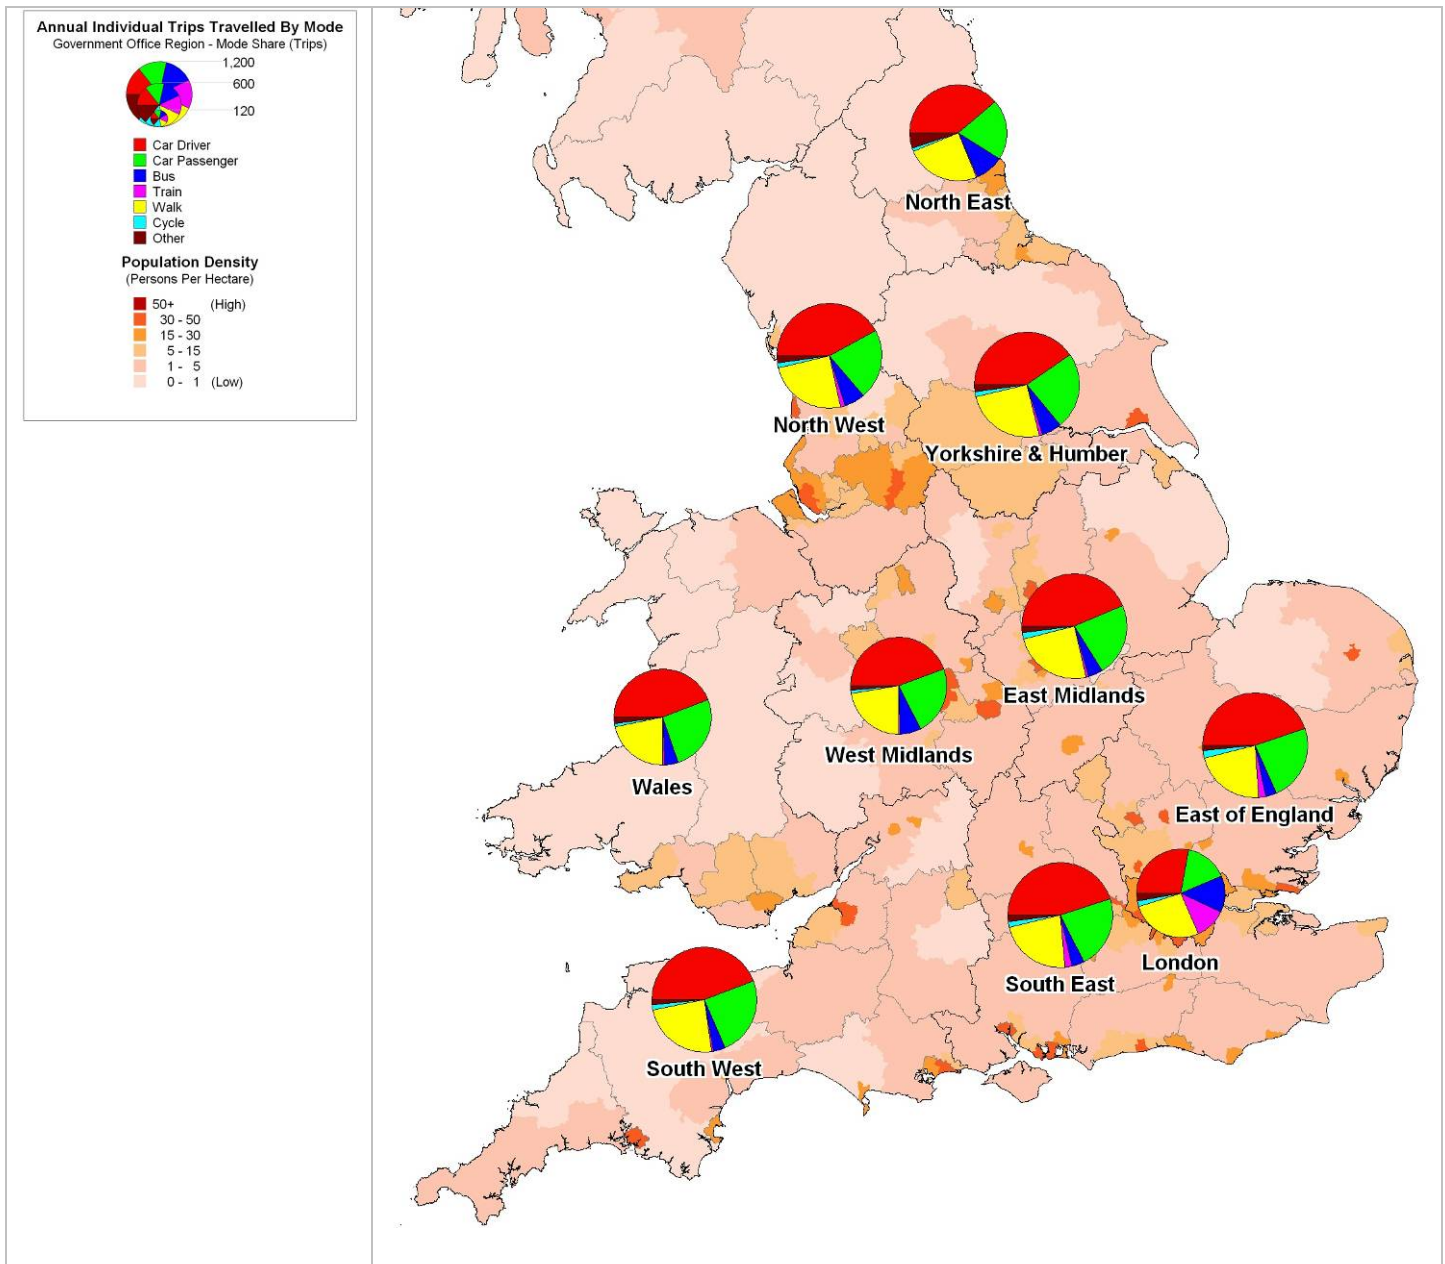 Annual Individual Trips Travelled By Mode
Government Office Region - Mode Share (Trips)
1,200
600
120
Car Driver
Car Passenger
Bus
Train
Walk
Cycle
Other
Population Density
(Persons Per Hectare)
50+ (High)
30 - 50
15 - 30
5 - 15
1 - 5
0 - 1 (Low)
North East
North West
Yorkshire & Humber
East Midlands
West Midlands
Wales
East of England
London
South East
South West